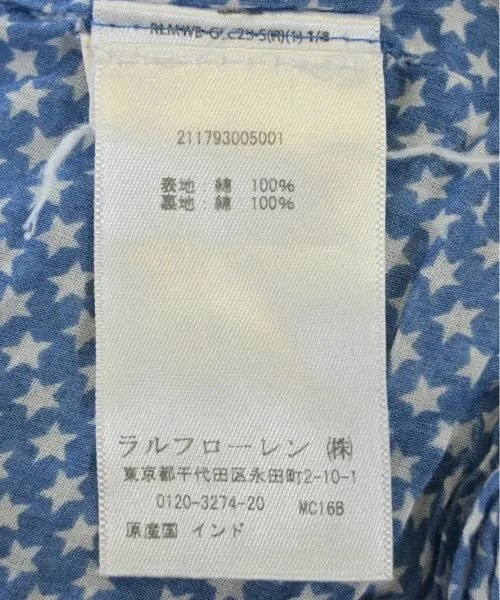 211793005001
表地：綿 100%
裏地：綿 100%
ラルフローレン ㈱
東京都千代田区永田町2-10-1
0120-3274-20 MC16B
原産国 インド